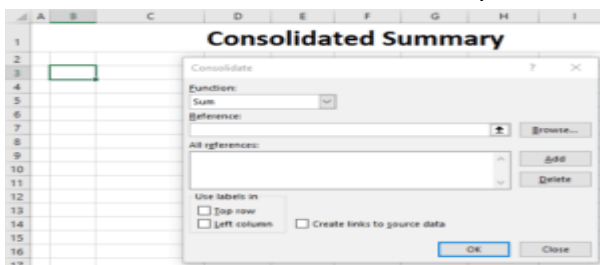 A B C D E F G H I
1 Consolidated Summary
2
3 Consolidate ? ×
4 Function:
5 Sum
6 Reference:
7 Browse...
8 All references:
9 Add
10
11 Delete
12 Use labels in
13 Top row
14 Left column Create links to source data
15
16 OK Close
17